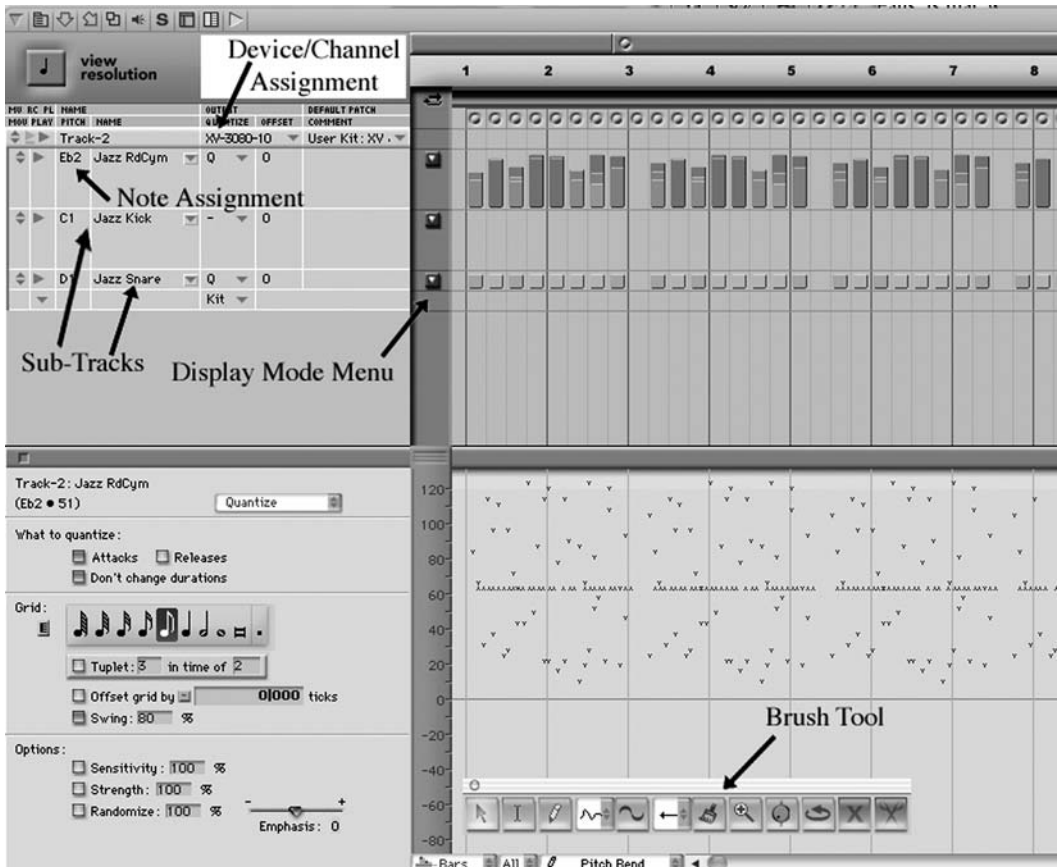 S
view
resolution
Device/Channel
Assignment
1 2 3 4 5 6 7 8
MU RC PL NAME OUTPUT DEFAULT PATCH
MOU PLAY PITCH NAME QUANTIZE OFFSET COMMENT
Track-2 XV-3080-10 User Kit: XV
Eb2 Jazz RdCym Q 0
Note Assignment
C1 Jazz Kick - 0
D1 Jazz Snare Q 0
Kit
Sub-Tracks
Display Mode Menu
Track-2: Jazz RdCym
(Eb2 • 51) Quantize
What to quantize:
Attacks Releases
Don't change durations
Grid:
Tuplet: 3 in time of 2
Offset grid by 0|000 ticks
Swing: 80 %
Options:
Sensitivity: 100 %
Strength: 100 %
Randomize: 100 %
- +
Emphasis: 0
120
100
80
60
40
20
0
-20
-40
-60
-80
Brush Tool
Bars All Pitch Bend